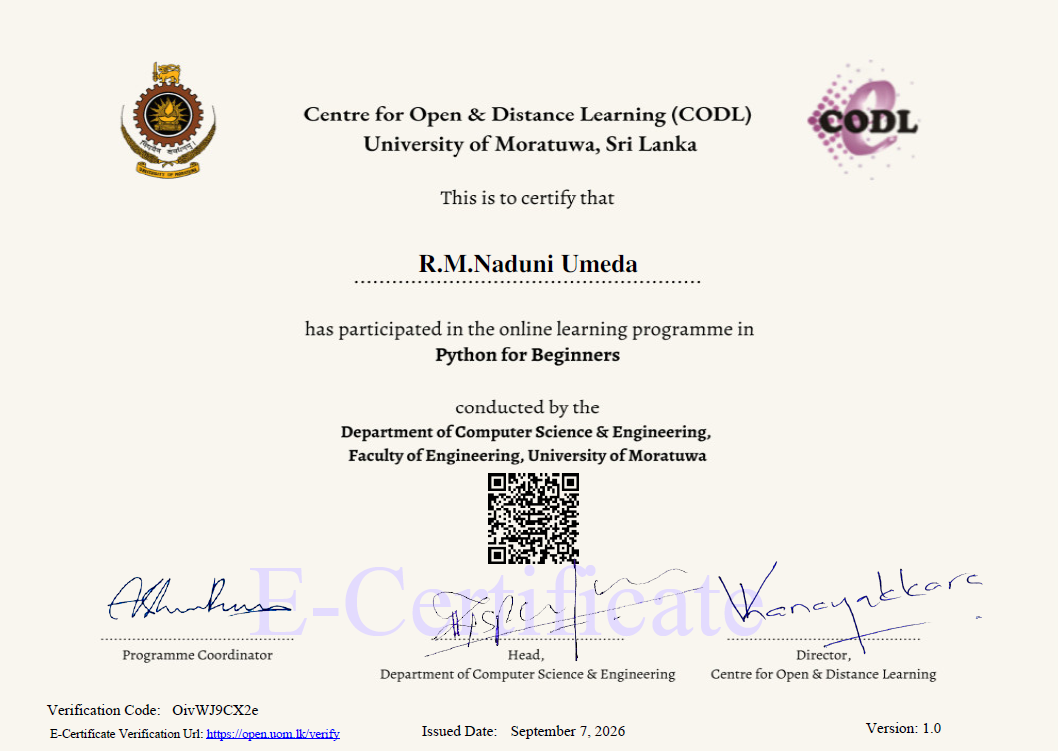 Centre for Open & Distance Learning (CODL)
University of Moratuwa, Sri Lanka
UNIVERSITY OF MORATUWA
CODL
This is to certify that
R.M.Naduni Umeda
has participated in the online learning programme in
Python for Beginners
conducted by the
Department of Computer Science & Engineering,
Faculty of Engineering, University of Moratuwa
E-Certificate
Programme Coordinator
Head,
Department of Computer Science & Engineering
Director,
Centre for Open & Distance Learning
Verification Code: OivWJ9CX2e
E-Certificate Verification Url: https://open.uom.lk/verify
Issued Date: September 7, 2026
Version: 1.0